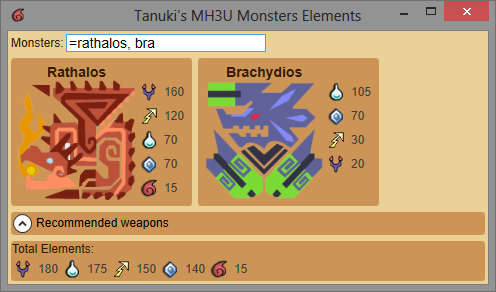 Tanuki's MH3U Monsters Elements
Monsters: =rathalos, bra
Rathalos
160
120
70
70
15
Brachydios
105
70
30
20
Recommended weapons
Total Elements:
180 175 150 140 15